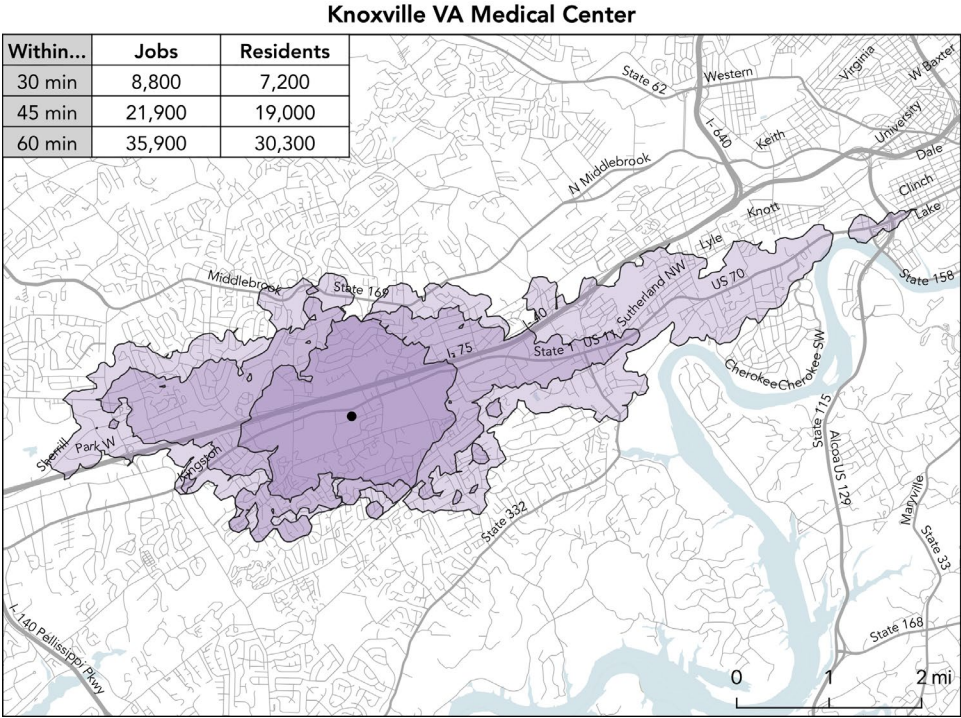 Knoxville VA Medical Center
Within... Jobs Residents
30 min 8,800 7,200
45 min 21,900 19,000
60 min 35,900 30,300
State 62
Western
Virginia
W Baxter
I- 640
Keith
University
Dale
N Middlebrook
Clinch
Knott
Lake
Lyle
Middlebrook
State 169
Sutherland NW
US 70
State 158
I-40
I- 75
State 1
US 11
Cherokee
Cherokee SW
State 115
Sherrill
Park W
Kingston
Alcoa
US 129
Maryville
State 332
State 33
I- 140
Pellissippi Pkwy
State 168
0 1 2 mi